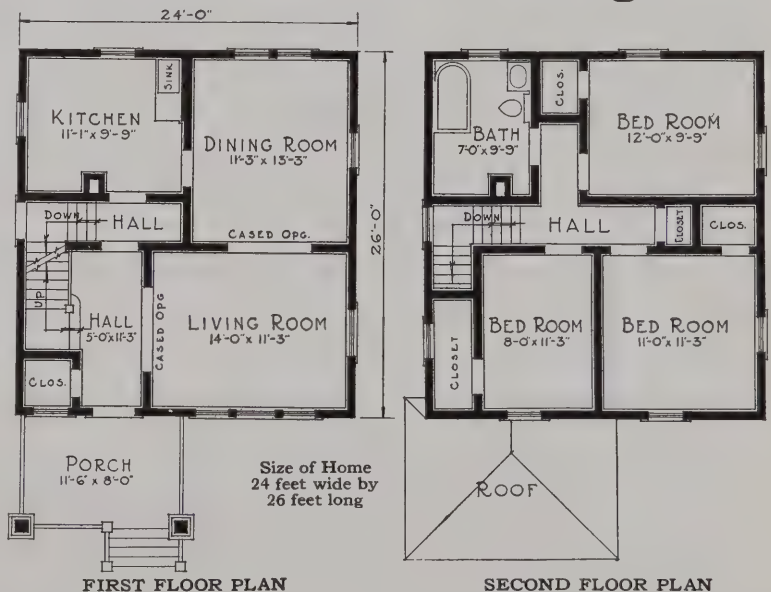 24'-0"
KITCHEN
11'-1" x 9'-9"
SINK
DINING ROOM
11'-3" x 13'-3"
DOWN
HALL
CASED OPG.
26'-0"
UP
HALL
5'-0 x 11'-3"
CASED OPG
LIVING ROOM
14'-0" x 11'-3"
CLOS.
PORCH
11'-6" x 8'-0"
Size of Home
24 feet wide by
26 feet long
FIRST FLOOR PLAN
CLOS.
BATH
7'-0" x 9'-9"
BED ROOM
12'-0" x 9'-9"
DOWN
HALL
CLOSET
CLOS.
BED ROOM
8'-0" x 11'-3"
BED ROOM
11'-0" x 11'-3"
CLOSET
ROOF
SECOND FLOOR PLAN